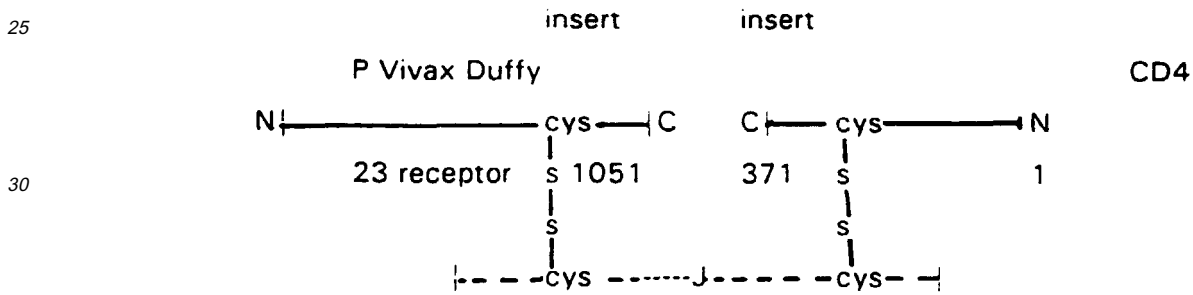 25 insert insert
P Vivax Duffy CD4
N cys C C cys N
23 receptor s 1051 371 s 1
30
s s
cys J cys